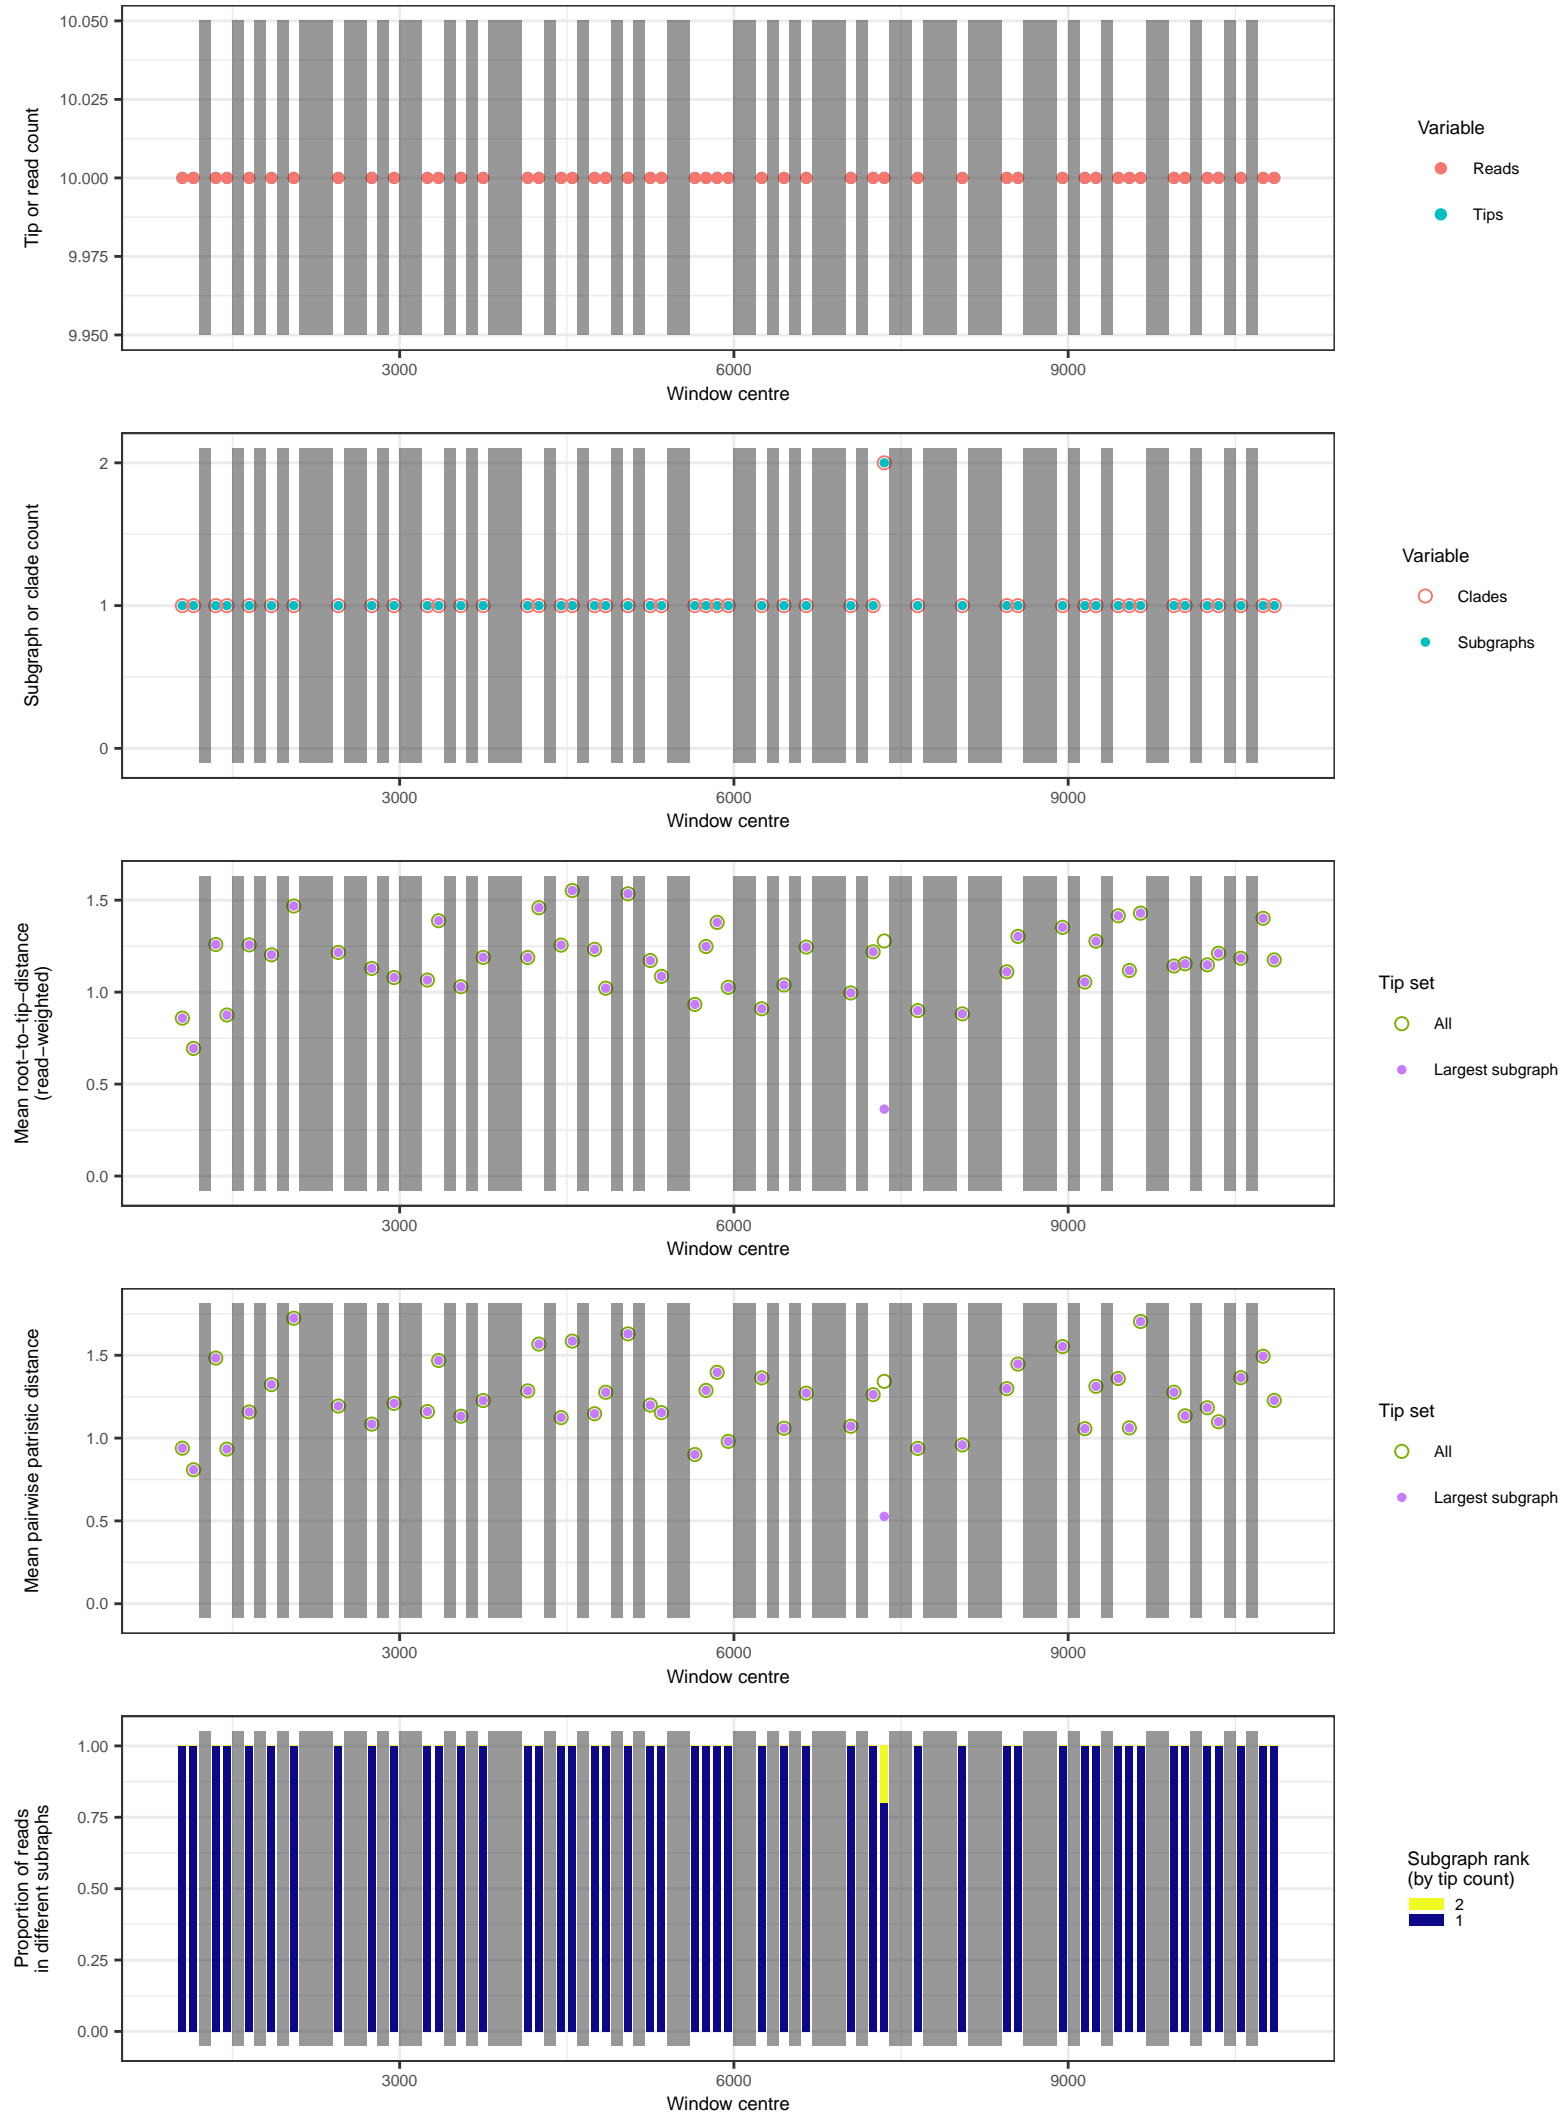 10.050
10.025
10.000
9.975
9.950
Tip or read count
3000
6000
9000
Window centre
Variable
Reads
Tips
2
1
0
Subgraph or clade count
3000
6000
9000
Window centre
Variable
Clades
Subgraphs
1.5
1.0
0.5
0.0
Mean root−to−tip−distance
(read−weighted)
3000
6000
9000
Window centre
Tip set
All
Largest subgraph
1.5
1.0
0.5
0.0
Mean pairwise patristic distance
3000
6000
9000
Window centre
Tip set
All
Largest subgraph
1.00
0.75
0.50
0.25
0.00
Proportion of reads
in different subraphs
3000
6000
9000
Window centre
Subgraph rank
(by tip count)
2
1